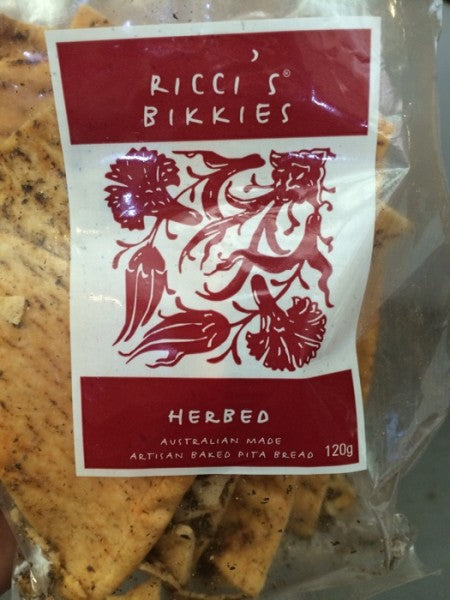 RICCI'S®
BIKKIES
HERBED
AUSTRALIAN MADE
ARTISAN BAKED PITA BREAD 120g